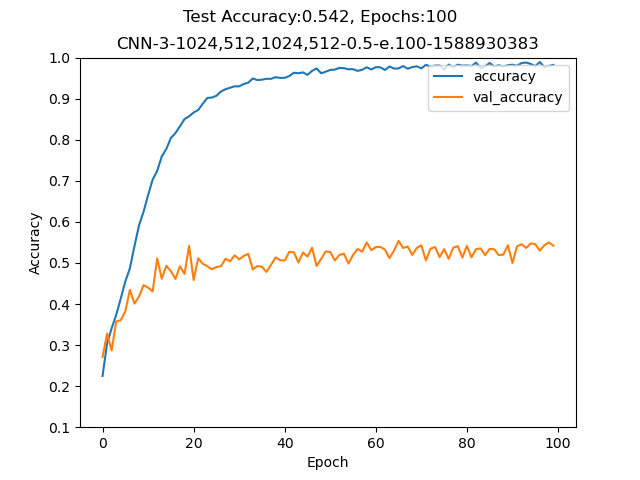 Test Accuracy:0.542, Epochs:100
CNN-3-1024,512,1024,512-0.5-e.100-1588930383
1.0
0.9
0.8
0.7
0.6
0.5
0.4
0.3
0.2
0.1
Accuracy
accuracy
val_accuracy
0 20 40 60 80 100
Epoch